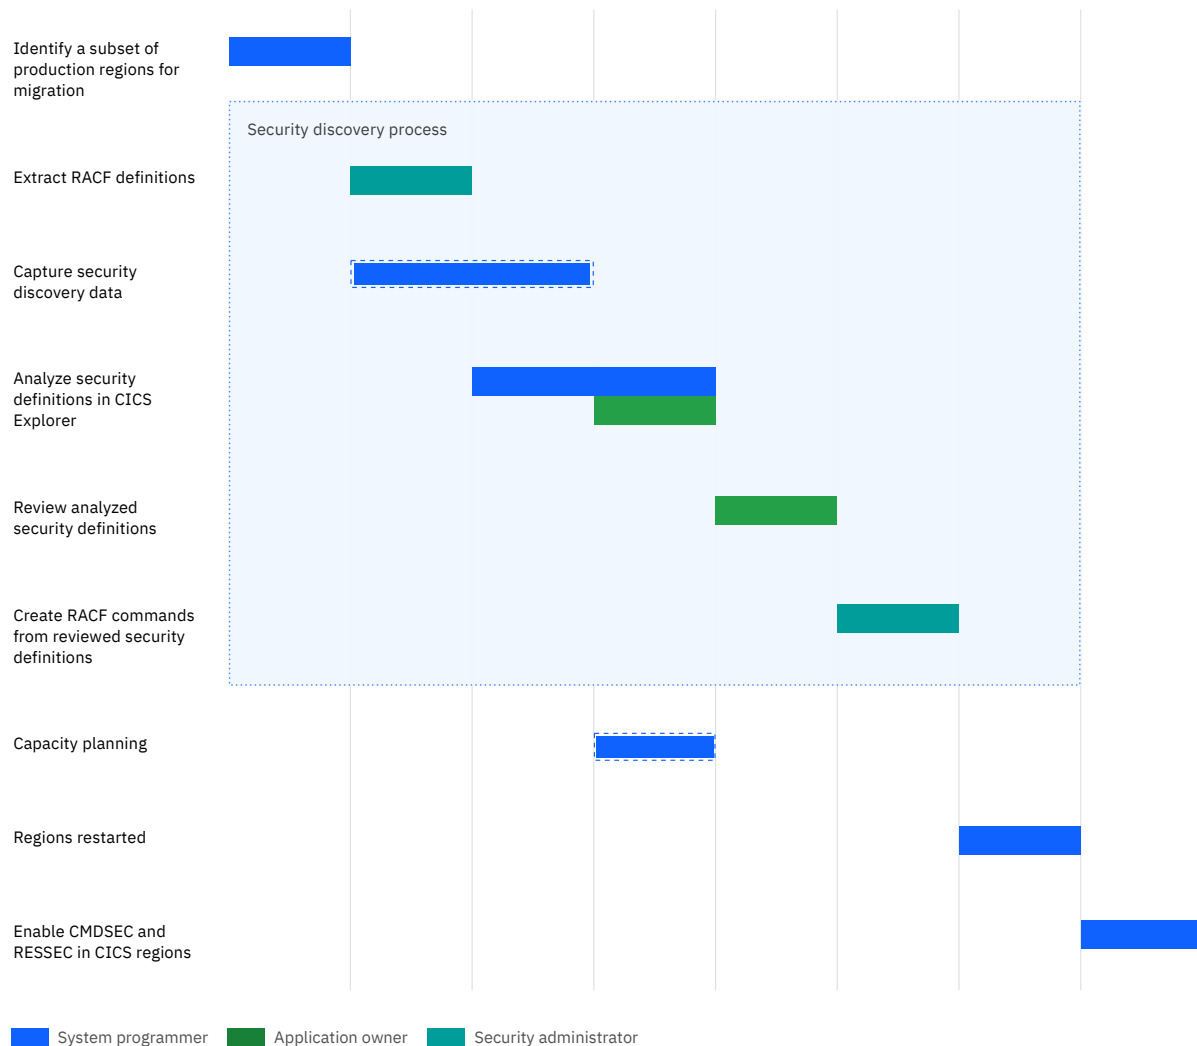 Identify a subset of
production regions for
migration
Security discovery process
Extract RACF definitions
Capture security
discovery data
Analyze security
definitions in CICS
Explorer
Review analyzed
security definitions
Create RACF commands
from reviewed security
definitions
Capacity planning
Regions restarted
Enable CMDSEC and
RESSEC in CICS regions
System programmer
Application owner
Security administrator